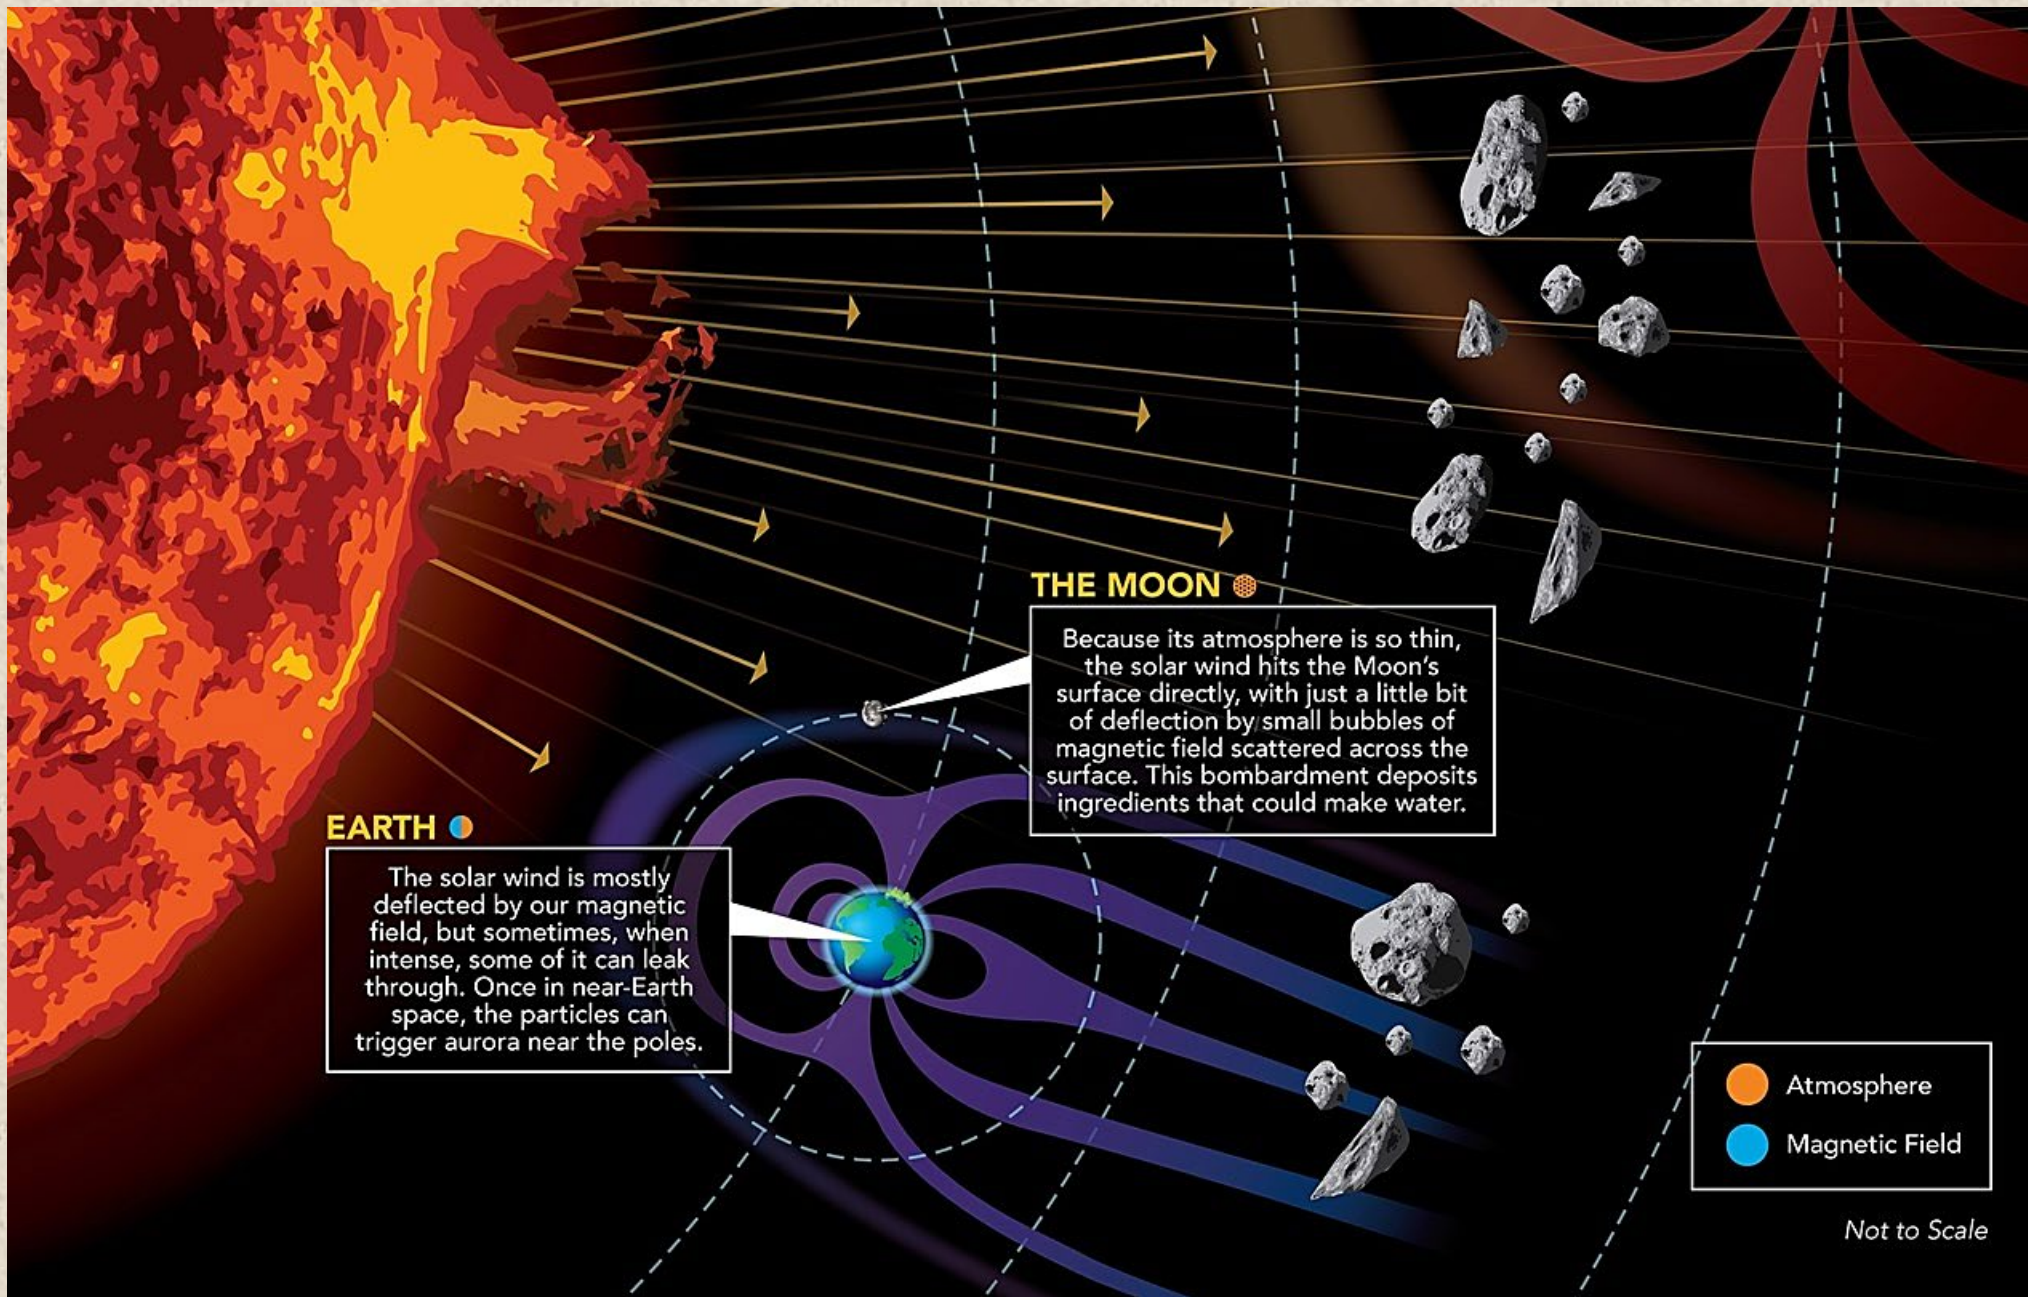 THE MOON
Because its atmosphere is so thin,
the solar wind hits the Moon's
surface directly, with just a little bit
of deflection by small bubbles of
magnetic field scattered across the
surface. This bombardment deposits
ingredients that could make water.
EARTH
The solar wind is mostly
deflected by our magnetic
field, but sometimes, when
intense, some of it can leak
through. Once in near-Earth
space, the particles can
trigger aurora near the poles.
Atmosphere
Magnetic Field
Not to Scale